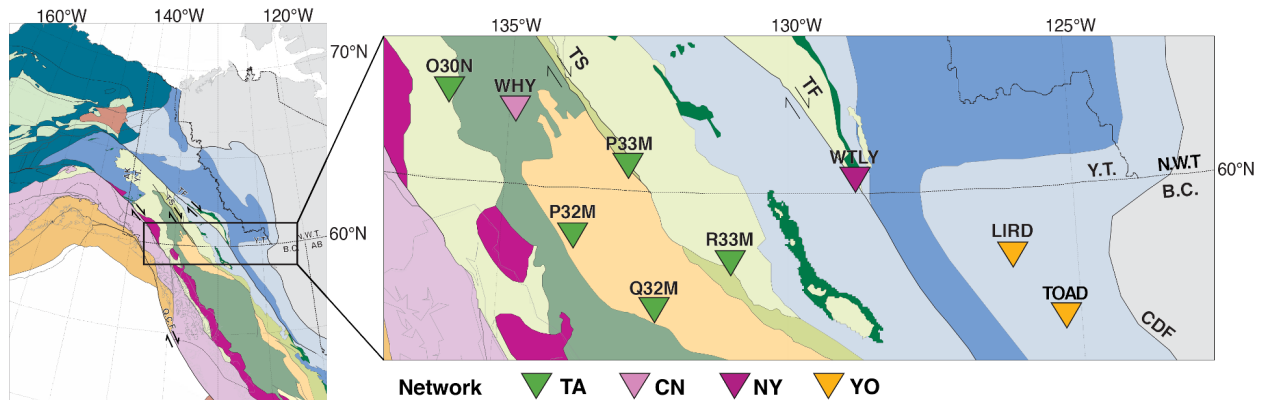 160°W 140°W 120°W
70°N
60°N
Y.T. N.W.T.
B.C. AB
Q.C.F.
135°W 130°W 125°W
O30N
WHY
TS
TF
P33M
WTLY
Y.T. N.W.T
B.C.
60°N
P32M
R33M
LIRD
Q32M
TOAD
CDF
Network TA CN NY YO